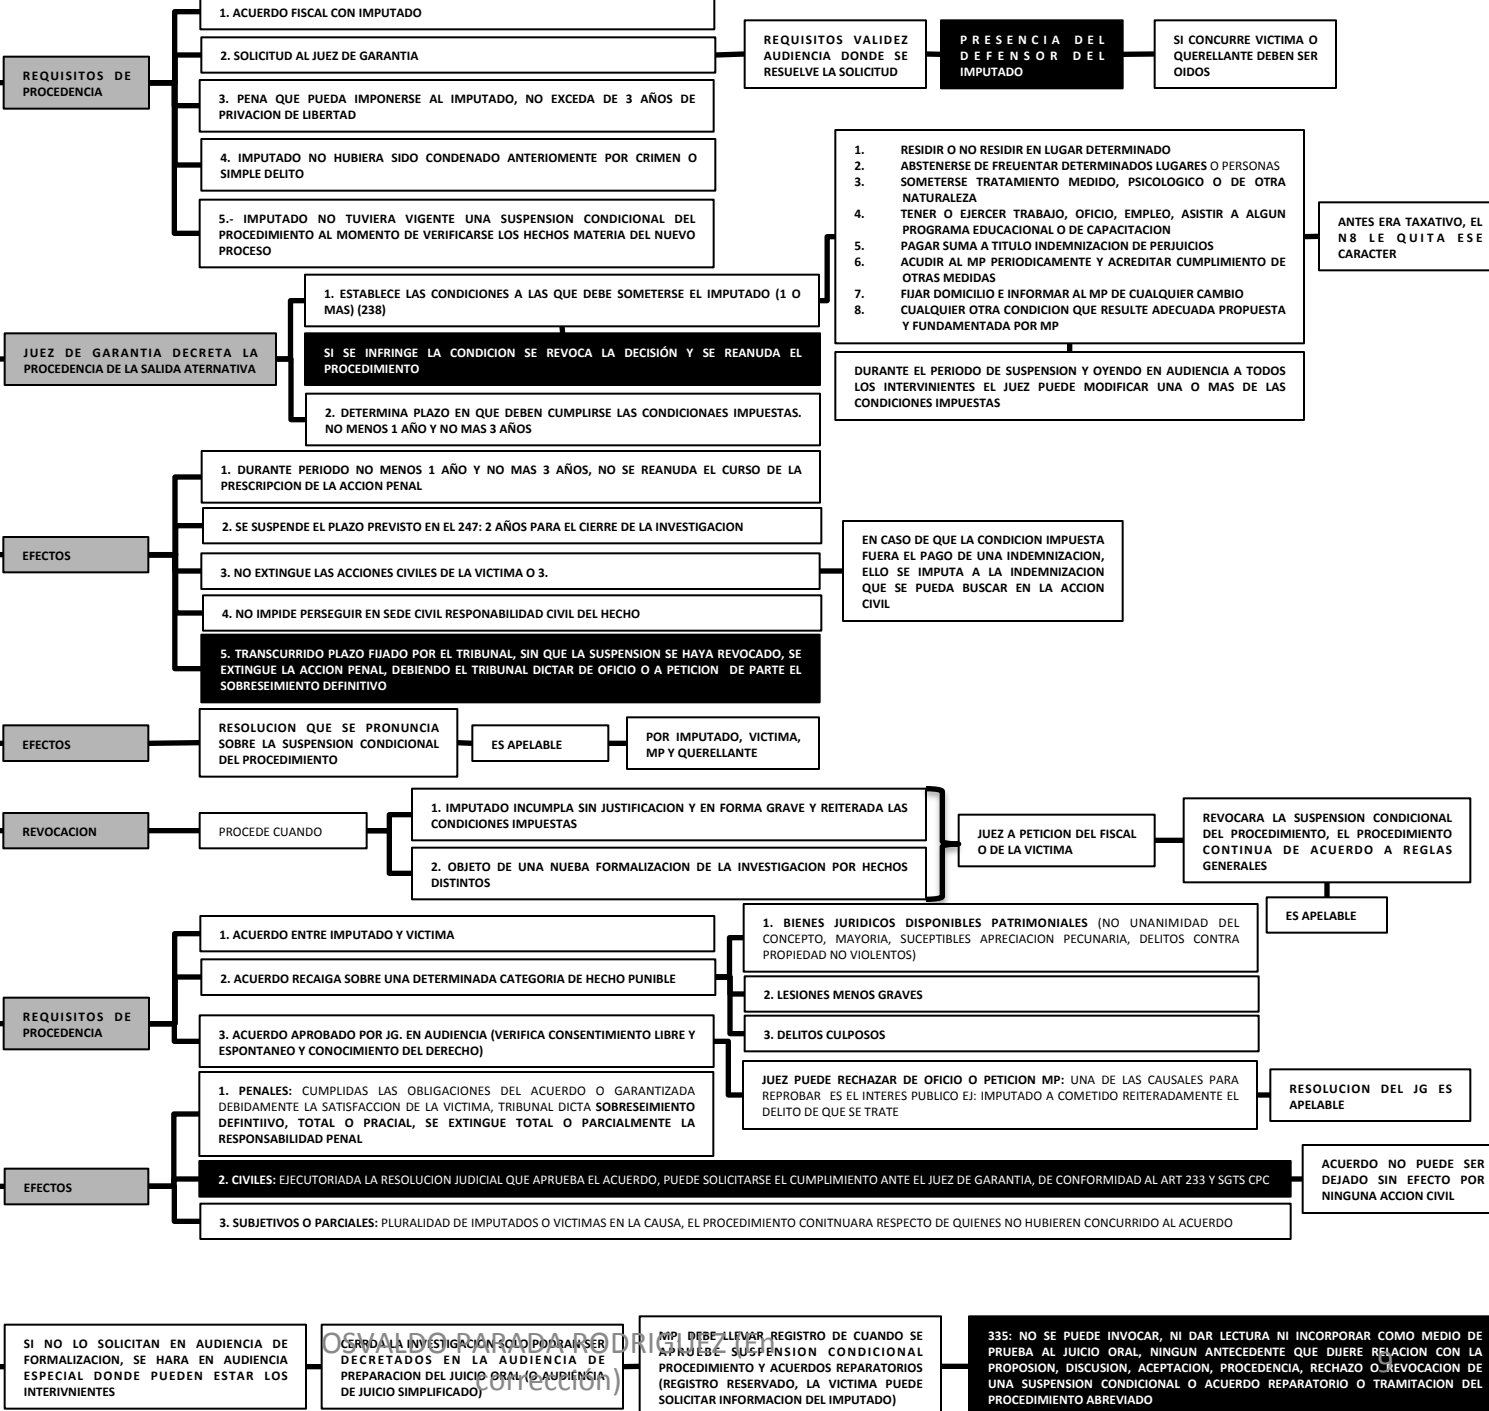 1. ACUERDO FISCAL CON IMPUTADO
REQUISITOS DE
PROCEDENCIA
2. SOLICITUD AL JUEZ DE GARANTIA
REQUISITOS VALIDEZ
AUDIENCIA DONDE SE
RESUELVE LA SOLICITUD
PRESENCIA DEL
DEFENSOR DEL
IMPUTADO
SI CONCURRE VICTIMA O
QUERELLANTE DEBEN SER
OIDOS
3. PENA QUE PUEDA IMPONERSE AL IMPUTADO, NO EXCEDA DE 3 AÑOS DE
PRIVACION DE LIBERTAD
4. IMPUTADO NO HUBIERA SIDO CONDENADO ANTERIOMENTE POR CRIMEN O
SIMPLE DELITO
5.- IMPUTADO NO TUVIERA VIGENTE UNA SUSPENSION CONDICIONAL DEL
PROCEDIMIENTO AL MOMENTO DE VERIFICARSE LOS HECHOS MATERIA DEL NUEVO
PROCESO
JUEZ DE GARANTIA DECRETA LA
PROCEDENCIA DE LA SALIDA ATERNATIVA
1. ESTABLECE LAS CONDICIONES A LAS QUE DEBE SOMETERSE EL IMPUTADO (1 O
MAS) (238)
1. RESIDIR O NO RESIDIR EN LUGAR DETERMINADO
2. ABSTENERSE DE FREUENTAR DETERMINADOS LUGARES O PERSONAS
3. SOMETERSE TRATAMIENTO MEDIDO, PSICOLOGICO O DE OTRA
NATURALEZA
4. TENER O EJERCER TRABAJO, OFICIO, EMPLEO, ASISTIR A ALGUN
PROGRAMA EDUCACIONAL O DE CAPACITACION
5. PAGAR SUMA A TITULO INDEMNIZACION DE PERJUICIOS
6. ACUDIR AL MP PERIODICAMENTE Y ACREDITAR CUMPLIMIENTO DE
OTRAS MEDIDAS
7. FIJAR DOMICILIO E INFORMAR AL MP DE CUALQUIER CAMBIO
8. CUALQUIER OTRA CONDICION QUE RESULTE ADECUADA PROPUESTA
Y FUNDAMENTADA POR MP
ANTES ERA TAXATIVO, EL
N8 LE QUITA ESE
CARACTER
SI SE INFRINGE LA CONDICION SE REVOCA LA DECISIÓN Y SE REANUDA EL
PROCEDIMIENTO
2. DETERMINA PLAZO EN QUE DEBEN CUMPLIRSE LAS CONDICIONAES IMPUESTAS.
NO MENOS 1 AÑO Y NO MAS 3 AÑOS
DURANTE EL PERIODO DE SUSPENSION Y OYENDO EN AUDIENCIA A TODOS
LOS INTERVINIENTES EL JUEZ PUEDE MODIFICAR UNA O MAS DE LAS
CONDICIONES IMPUESTAS
EFECTOS
1. DURANTE PERIODO NO MENOS 1 AÑO Y NO MAS 3 AÑOS, NO SE REANUDA EL CURSO DE LA
PRESCRIPCION DE LA ACCION PENAL
2. SE SUSPENDE EL PLAZO PREVISTO EN EL 247: 2 AÑOS PARA EL CIERRE DE LA INVESTIGACION
3. NO EXTINGUE LAS ACCIONES CIVILES DE LA VICTIMA O 3.
EN CASO DE QUE LA CONDICION IMPUESTA
FUERA EL PAGO DE UNA INDEMNIZACION,
ELLO SE IMPUTA A LA INDEMNIZACION
QUE SE PUEDA BUSCAR EN LA ACCION
CIVIL
4. NO IMPIDE PERSEGUIR EN SEDE CIVIL RESPONABILIDAD CIVIL DEL HECHO
5. TRANSCURRIDO PLAZO FIJADO POR EL TRIBUNAL, SIN QUE LA SUSPENSION SE HAYA REVOCADO, SE
EXTINGUE LA ACCION PENAL, DEBIENDO EL TRIBUNAL DICTAR DE OFICIO O A PETICION DE PARTE EL
SOBRESEIMIENTO DEFINITIVO
EFECTOS
RESOLUCION QUE SE PRONUNCIA
SOBRE LA SUSPENSION CONDICIONAL
DEL PROCEDIMIENTO
ES APELABLE
POR IMPUTADO, VICTIMA,
MP Y QUERELLANTE
REVOCACION
PROCEDE CUANDO
1. IMPUTADO INCUMPLA SIN JUSTIFICACION Y EN FORMA GRAVE Y REITERADA LAS
CONDICIONES IMPUESTAS
2. OBJETO DE UNA NUEBA FORMALIZACION DE LA INVESTIGACION POR HECHOS
DISTINTOS
JUEZ A PETICION DEL FISCAL
O DE LA VICTIMA
REVOCARA LA SUSPENSION CONDICIONAL
DEL PROCEDIMIENTO, EL PROCEDIMIENTO
CONTINUA DE ACUERDO A REGLAS
GENERALES
ES APELABLE
REQUISITOS DE
PROCEDENCIA
1. ACUERDO ENTRE IMPUTADO Y VICTIMA
2. ACUERDO RECAIGA SOBRE UNA DETERMINADA CATEGORIA DE HECHO PUNIBLE
1. BIENES JURIDICOS DISPONIBLES PATRIMONIALES (NO UNANIMIDAD DEL
CONCEPTO, MAYORIA, SUCEPTIBLES APRECIACION PECUNARIA, DELITOS CONTRA
PROPIEDAD NO VIOLENTOS)
2. LESIONES MENOS GRAVES
3. DELITOS CULPOSOS
3. ACUERDO APROBADO POR JG. EN AUDIENCIA (VERIFICA CONSENTIMIENTO LIBRE Y
ESPONTANEO Y CONOCIMIENTO DEL DERECHO)
JUEZ PUEDE RECHAZAR DE OFICIO O PETICION MP: UNA DE LAS CAUSALES PARA
REPROBAR ES EL INTERES PUBLICO EJ: IMPUTADO A COMETIDO REITERADAMENTE EL
DELITO DE QUE SE TRATE
RESOLUCION DEL JG ES
APELABLE
EFECTOS
1. PENALES: CUMPLIDAS LAS OBLIGACIONES DEL ACUERDO O GARANTIZADA
DEBIDAMENTE LA SATISFACCION DE LA VICTIMA, TRIBUNAL DICTA SOBRESEIMIENTO
DEFINTIIVO, TOTAL O PRACIAL, SE EXTINGUE TOTAL O PARCIALMENTE LA
RESPONSABILIDAD PENAL
2. CIVILES: EJECUTORIADA LA RESOLUCION JUDICIAL QUE APRUEBA EL ACUERDO, PUEDE SOLICITARSE EL CUMPLIMIENTO ANTE EL JUEZ DE GARANTIA, DE CONFORMIDAD AL ART 233 Y SGTS CPC
ACUERDO NO PUEDE SER
DEJADO SIN EFECTO POR
NINGUNA ACCION CIVIL
3. SUBJETIVOS O PARCIALES: PLURALIDAD DE IMPUTADOS O VICTIMAS EN LA CAUSA, EL PROCEDIMIENTO CONITNUARA RESPECTO DE QUIENES NO HUBIEREN CONCURRIDO AL ACUERDO
SI NO LO SOLICITAN EN AUDIENCIA DE
FORMALIZACION, SE HARA EN AUDIENCIA
ESPECIAL DONDE PUEDEN ESTAR LOS
INTERIVNIENTES
CERRDA LA INVESTIGACIÓN SOLO PODRAN SER
DECRETADOS EN LA AUDIENCIA DE
PREPARACION DEL JUICIO ORAL (O AUDIENCIA
DE JUICIO SIMPLIFICADO)
MP: DEBE LLEVAR REGISTRO DE CUANDO SE
APRUEBE SUSPENSION CONDICIONAL
PROCEDIMIENTO Y ACUERDOS REPARATORIOS
(REGISTRO RESERVADO, LA VICTIMA PUEDE
SOLICITAR INFORMACION DEL IMPUTADO)
335: NO SE PUEDE INVOCAR, NI DAR LECTURA NI INCORPORAR COMO MEDIO DE
PRUEBA AL JUICIO ORAL, NINGUN ANTECEDENTE QUE DIJERE RELACION CON LA
PROPOSION, DISCUSION, ACEPTACION, PROCEDENCIA, RECHAZO O REVOCACION DE
UNA SUSPENSION CONDICIONAL O ACUERDO REPARATORIO O TRAMITACION DEL
PROCEDIMIENTO ABREVIADO
OSVALDO PARADA RODRIGUEZ (En
corrección)
9